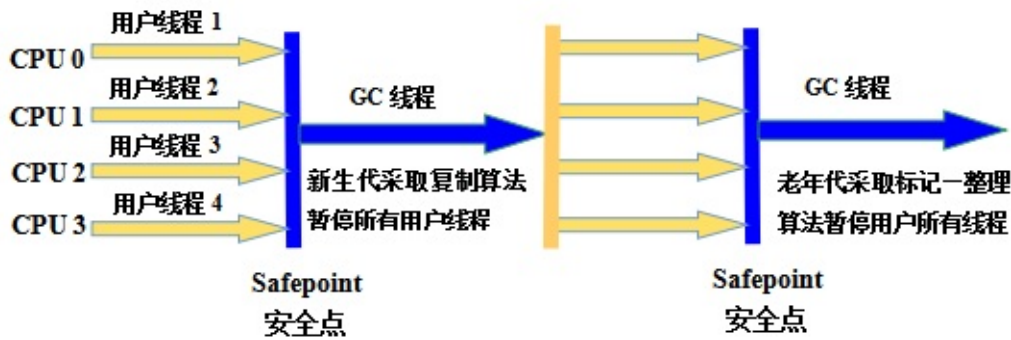 用户线程 1
CPU 0
用户线程 2
CPU 1
用户线程 3
CPU 2
用户线程 4
CPU 3
GC 线程
新生代采取复制算法
暂停所有用户线程
Safepoint
安全点
GC 线程
老年代采取标记—整理
算法暂停用户所有线程
Safepoint
安全点